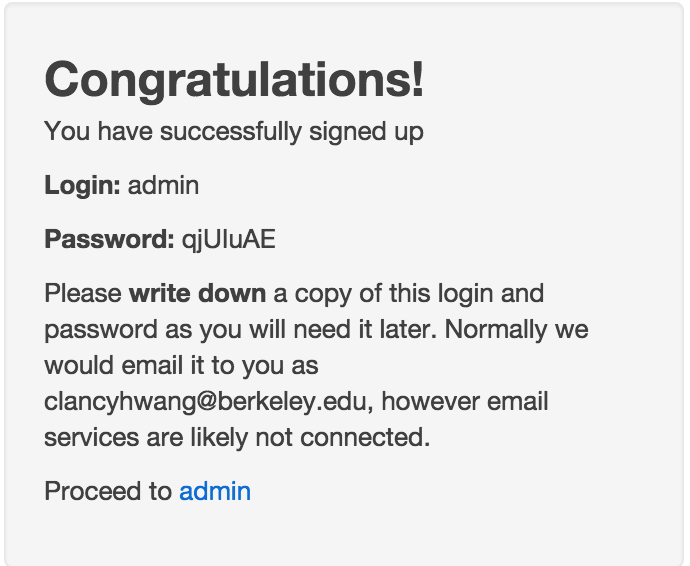 Congratulations!
You have successfully signed up
Login: admin
Password: qjUIuAE
Please write down a copy of this login and
password as you will need it later. Normally we
would email it to you as
clancyhwang@berkeley.edu, however email
services are likely not connected.
Proceed to admin